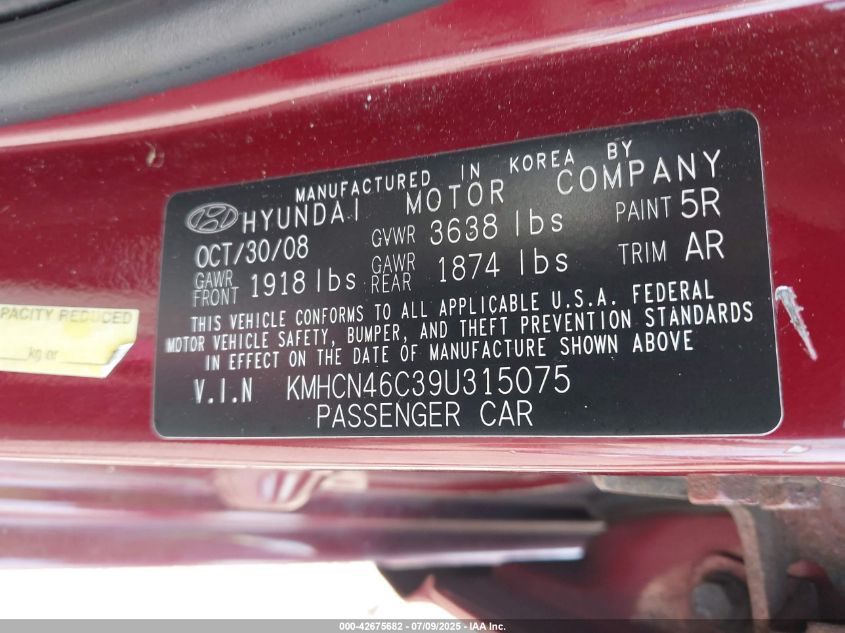 MANUFACTURED IN KOREA BY
HYUNDAI MOTOR COMPANY
OCT/30/08 GVWR 3638 lbs PAINT 5R
GAWR FRONT 1918 lbs GAWR REAR 1874 lbs TRIM AR
THIS VEHICLE CONFORMS TO ALL APPLICABLE U.S.A. FEDERAL
MOTOR VEHICLE SAFETY, BUMPER, AND THEFT PREVENTION STANDARDS
IN EFFECT ON THE DATE OF MANUFACTURE SHOWN ABOVE
V.I.N KMHCN46C39U315075
PASSENGER CAR
APACITY REDUCED
kg or
000-42675682 - 07/09/2025 - IAA Inc.